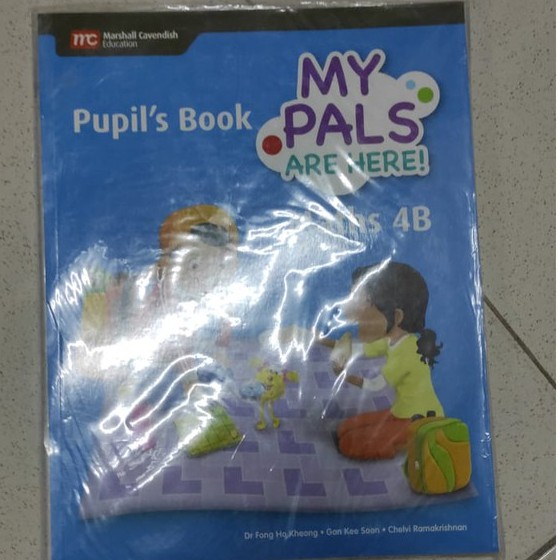 mc Marshall Cavendish
Education
Pupil's Book
MY
PALS
ARE HERE!
4B
Dr Fong Ho Kheong • Gan Kee Soon • Chelvi Ramakrishnan